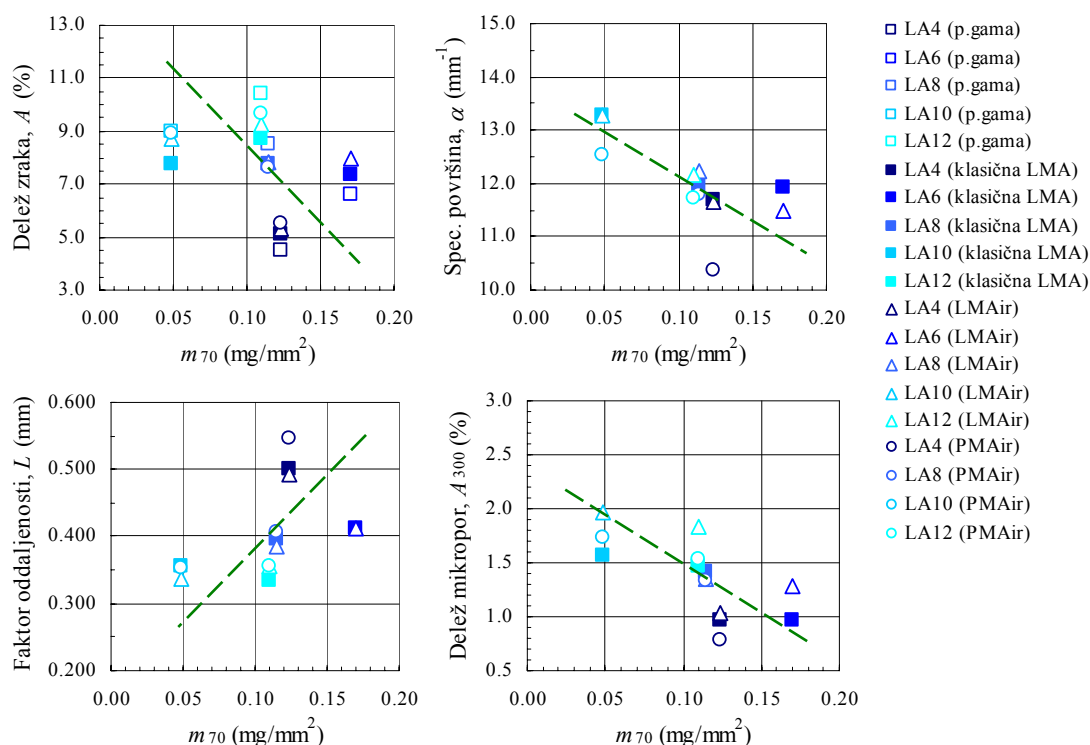 Delež zraka, A (%)
13.0
11.0
9.0
7.0
5.0
3.0
0.00 0.05 0.10 0.15 0.20
m 70 (mg/mm²)
Spec. površina, α (mm⁻¹)
14.0
13.0
12.0
11.0
10.0
0.00 0.05 0.10 0.15 0.20
m 70 (mg/mm²)
Faktor oddaljenosti, L (mm)
0.600
0.500
0.400
0.300
0.200
0.00 0.05 0.10 0.15 0.20
m 70 (mg/mm²)
Delež mikropor, A 300 (%)
3.0
2.5
2.0
1.5
1.0
0.5
0.00 0.05 0.10 0.15 0.20
m 70 (mg/mm²)
LA4 (p.gama)
LA6 (p.gama)
LA8 (p.gama)
LA10 (p.gama)
LA12 (p.gama)
LA4 (klasična LMA)
LA6 (klasična LMA)
LA8 (klasična LMA)
LA10 (klasična LMA)
LA12 (klasična LMA)
LA4 (LMAir)
LA6 (LMAir)
LA8 (LMAir)
LA10 (LMAir)
LA12 (LMAir)
LA4 (PMAir)
LA8 (PMAir)
LA10 (PMAir)
LA12 (PMAir)